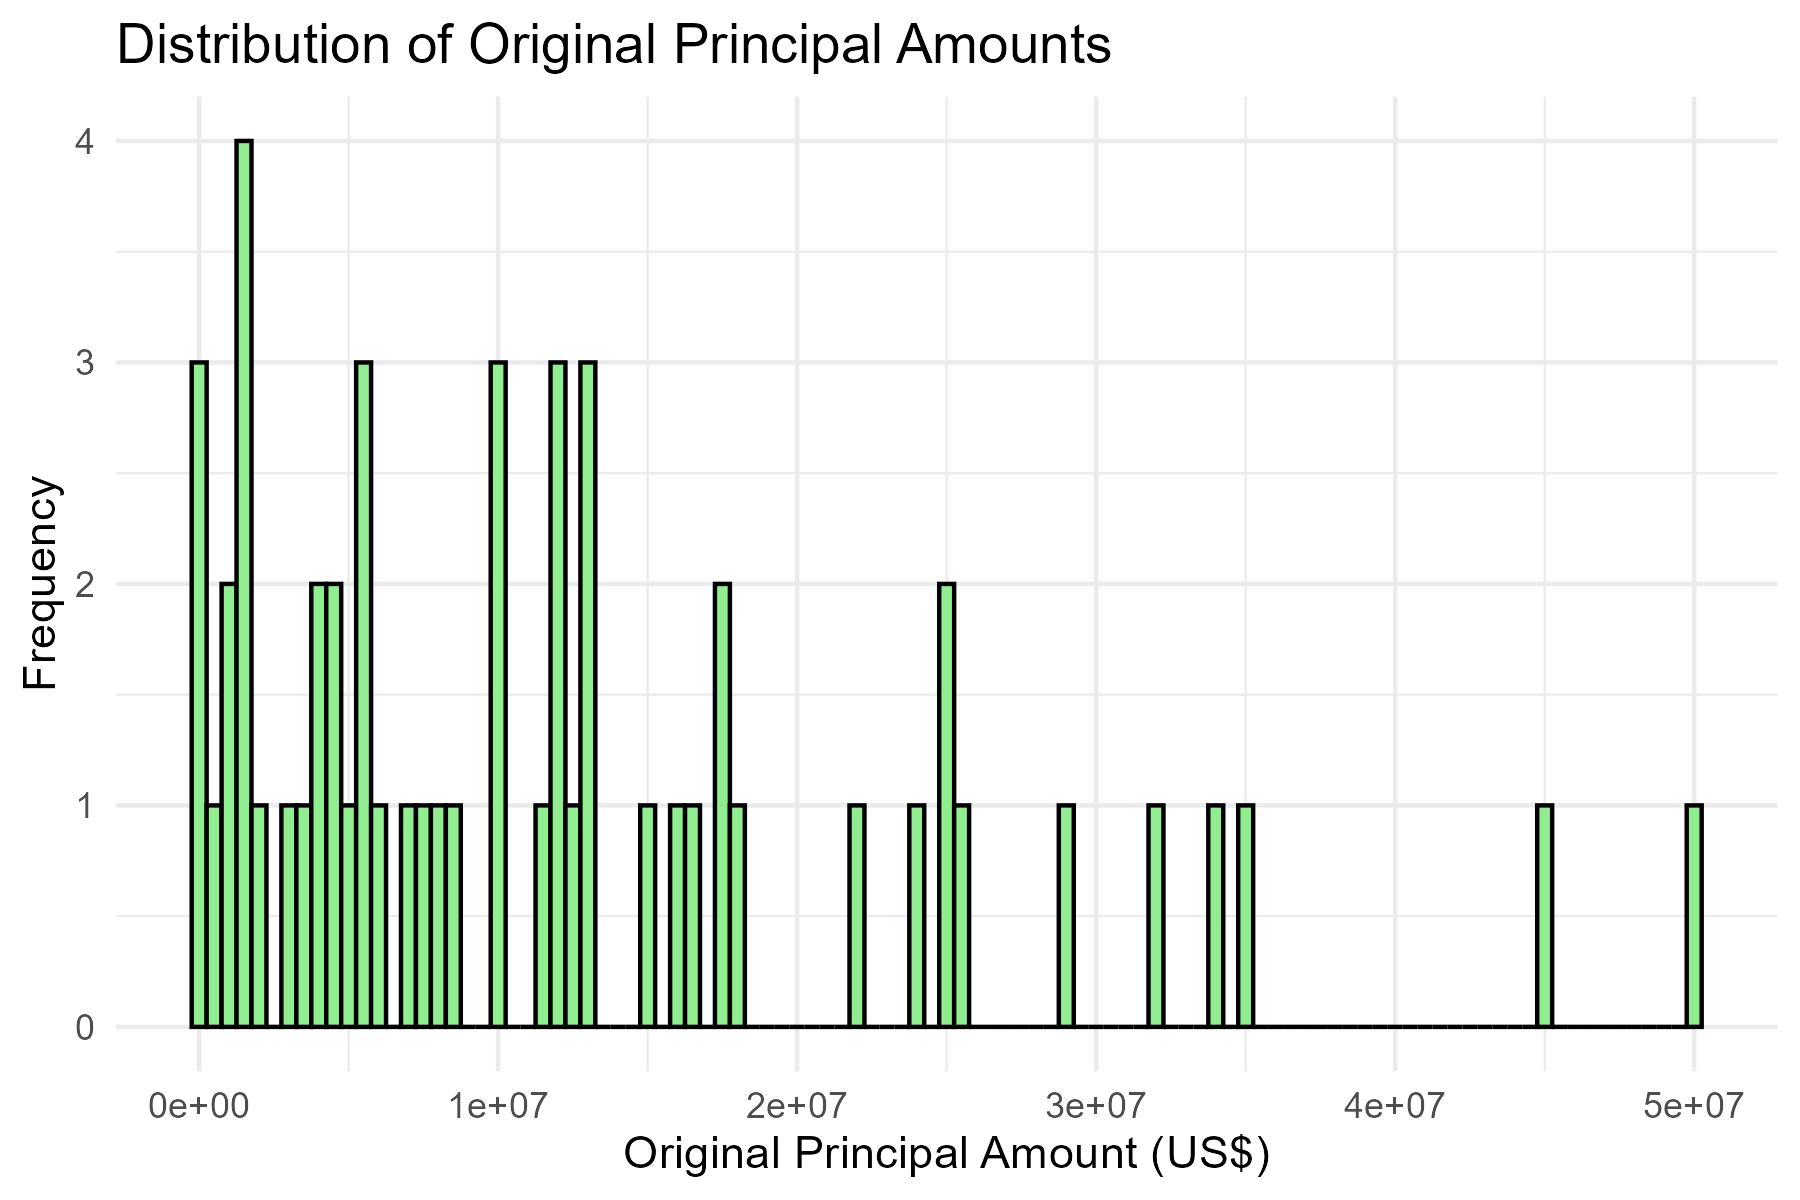 Distribution of Original Principal Amounts
4
3
2
1
0
Frequency
0e+00 1e+07 2e+07 3e+07 4e+07 5e+07
Original Principal Amount (US$)